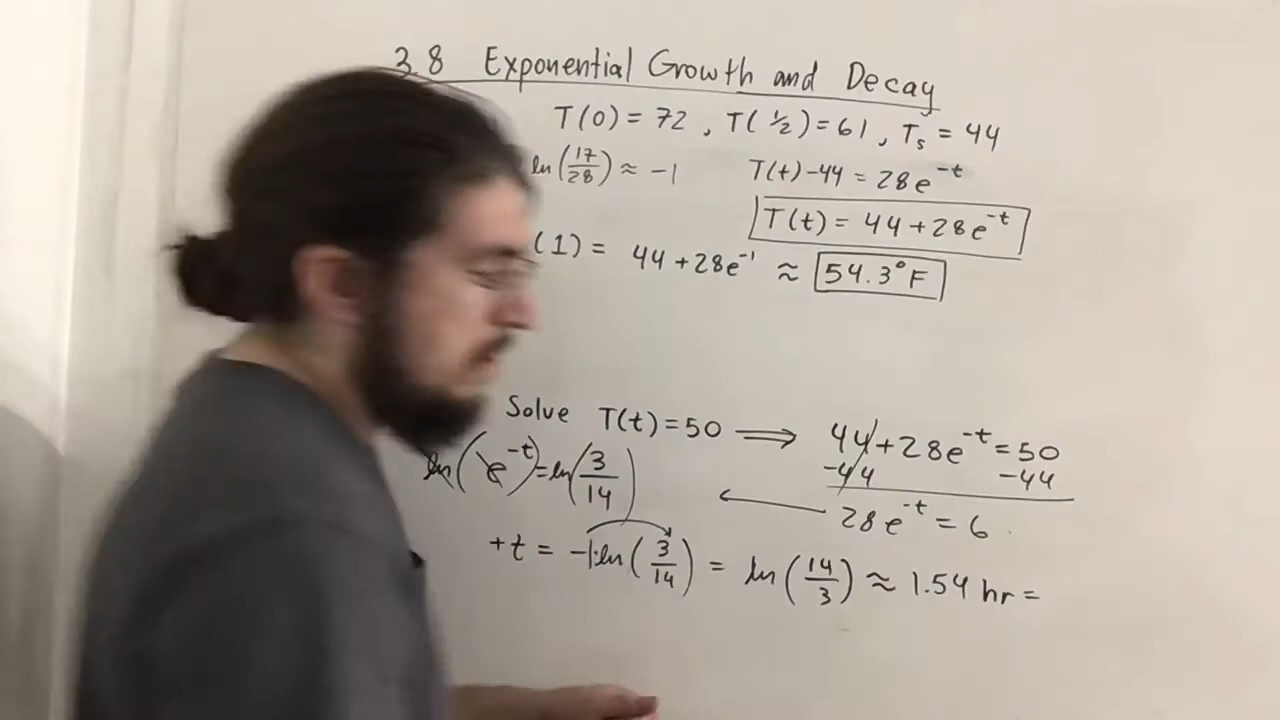 3.8 Exponential Growth and Decay
T(0) = 72 , T(½) = 61 , Tₛ = 44
ln(17/28) ≈ -1
T(t) - 44 = 28e^-t
T(t) = 44 + 28e^-t
(1) = 44 + 28e^-1 ≈ 54.3°F
Solve T(t) = 50 ⟹ 44 + 28e^-t = 50
-44 -44
ln(e^-t) = ln(3/14) ← 28e^-t = 6
+t = -1·ln(3/14) = ln(14/3) ≈ 1.54 hr =